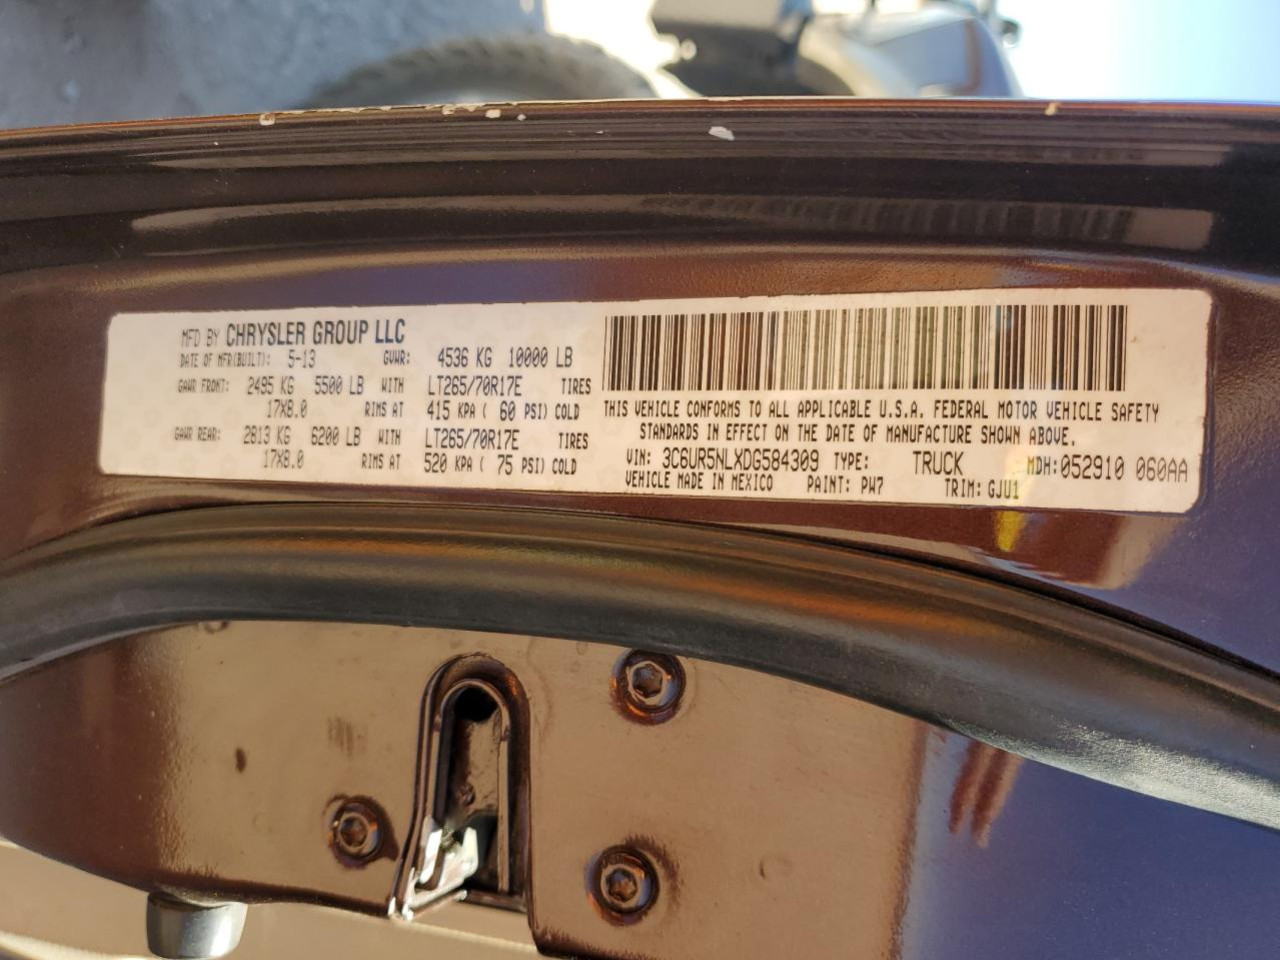 MFD BY CHRYSLER GROUP LLC
DATE OF MFR(BUILT): 5-13 GVWR: 4536 KG 10000 LB
GAWR FRONT: 2495 KG 5500 LB WITH LT265/70R17E TIRES
17X8.0 RIMS AT 415 KPA ( 60 PSI) COLD
GAWR REAR: 2813 KG 6200 LB WITH LT265/70R17E TIRES
17X8.0 RIMS AT 520 KPA ( 75 PSI) COLD
THIS VEHICLE CONFORMS TO ALL APPLICABLE U.S.A. FEDERAL MOTOR VEHICLE SAFETY
STANDARDS IN EFFECT ON THE DATE OF MANUFACTURE SHOWN ABOVE.
VIN: 3C6UR5NLXDG584309 TYPE: TRUCK MDH:052910 060AA
VEHICLE MADE IN MEXICO PAINT: PW7 TRIM: GJU1